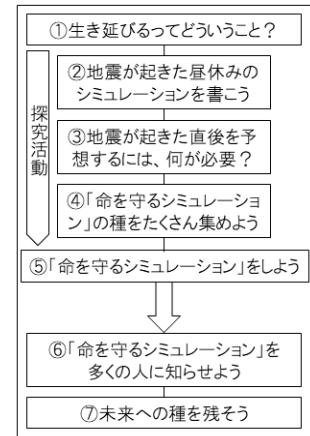 ①生き延びるってどういうこと？
探究活動
②地震が起きた昼休みの
シミュレーションを書こう
③地震が起きた直後を予
想するには、何が必要？
④「命を守るシミュレーショ
ン」の種をたくさん集めよう
⑤「命を守るシミュレーション」をしよう
⑥「命を守るシミュレーション」を
多くの人に知らせよう
⑦未来への種を残そう